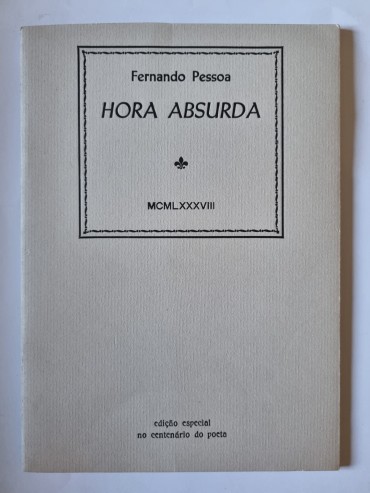 Fernando Pessoa
HORA ABSURDA
MCMLXXXVIII
edição especial
no centenário do poeta